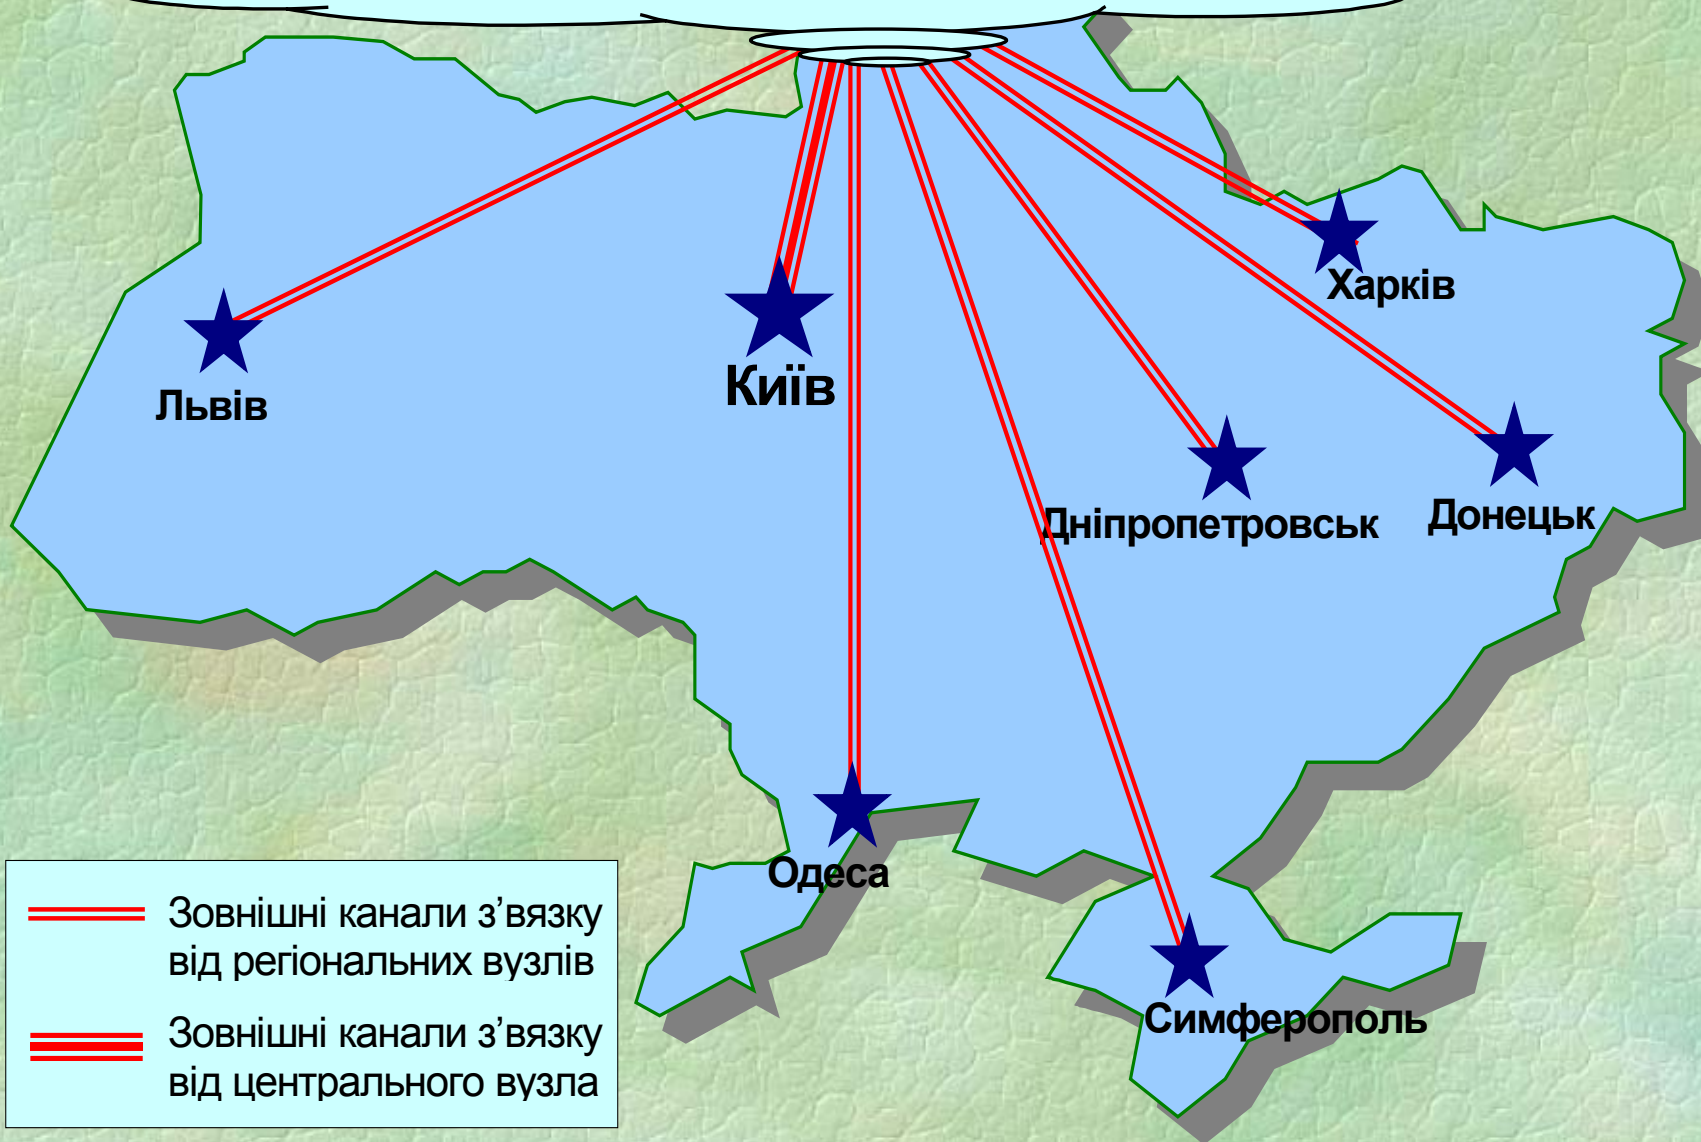 Харків
Київ
Львів
Дніпропетровськ
Донецьк
Одеса
Симферополь
Зовнішні канали з’вязку
від регіональних вузлів
Зовнішні канали з’вязку
від центрального вузла